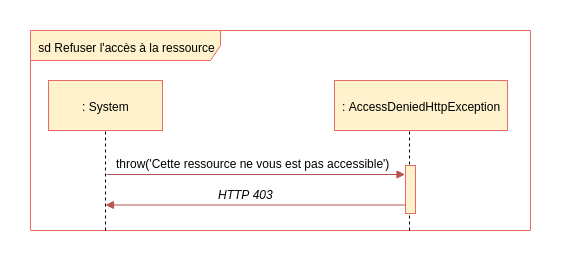 sd Refuser l'accès à la ressource
: System
: AccessDeniedHttpException
throw('Cette ressource ne vous est pas accessible')
HTTP 403